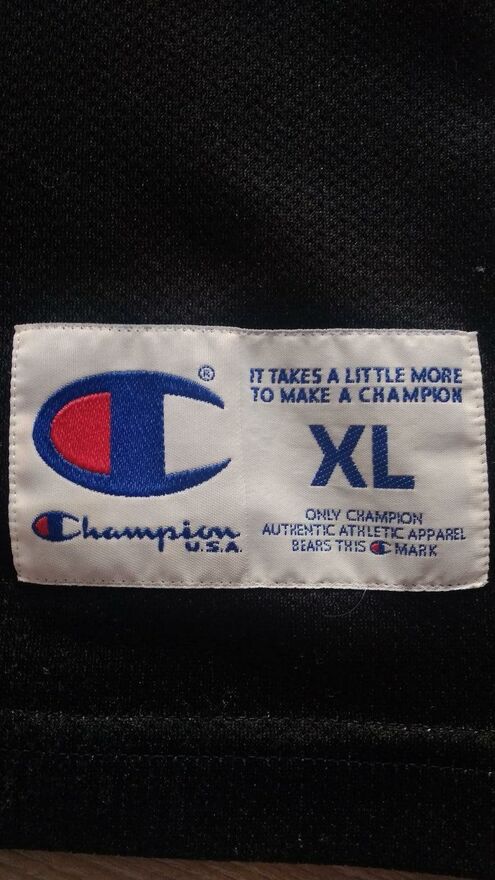 ®
IT TAKES A LITTLE MORE
TO MAKE A CHAMPION
XL
Champion
U.S.A.
ONLY CHAMPION
AUTHENTIC ATHLETIC APPAREL
BEARS THIS C MARK